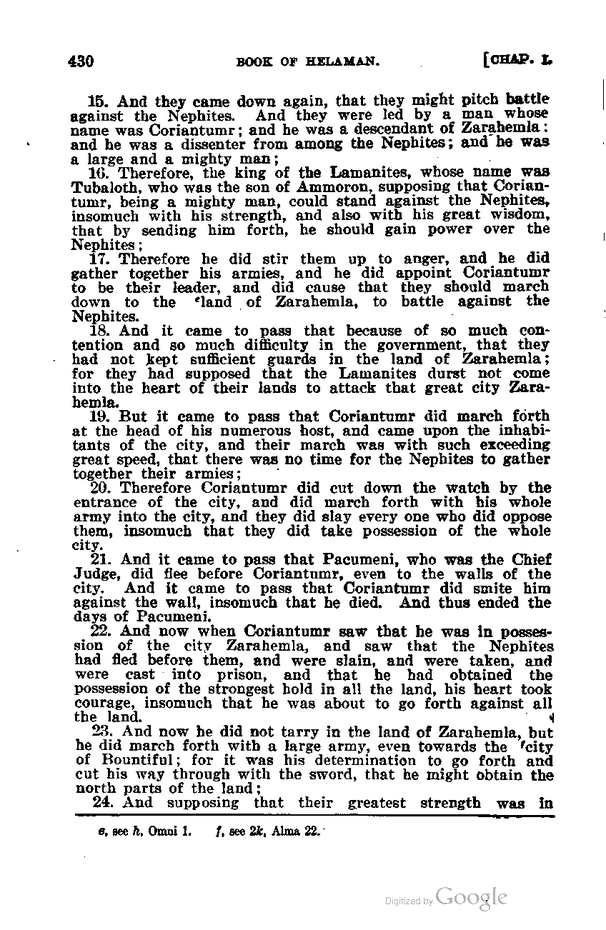 430 BOOK OF HELAMAN. [CHAP. I.
15. And they came down again, that they might pitch battle
against the Nephites. And they were led by a man whose
name was Coriantumr; and he was a descendant of Zarahemla;
and he was a dissenter from among the Nephites; and he was
a large and a mighty man;
16. Therefore, the king of the Lamanites, whose name was
Tubaloth, who was the son of Ammoron, supposing that Corian-
tumr, being a mighty man, could stand against the Nephites,
insomuch with his strength, and also with his great wisdom,
that by sending him forth, he should gain power over the
Nephites;
17. Therefore he did stir them up to anger, and he did
gather together his armies, and he did appoint Coriantumr
to be their leader, and did cause that they should march
down to the ᵉland of Zarahemla, to battle against the
Nephites.
18. And it came to pass that because of so much con-
tention and so much difficulty in the government, that they
had not kept sufficient guards in the land of Zarahemla;
for they had supposed that the Lamanites durst not come
into the heart of their lands to attack that great city Zara-
hemla.
19. But it came to pass that Coriantumr did march forth
at the head of his numerous host, and came upon the inhabi-
tants of the city, and their march was with such exceeding
great speed, that there was no time for the Nephites to gather
together their armies;
20. Therefore Coriantumr did cut down the watch by the
entrance of the city, and did march forth with his whole
army into the city, and they did slay every one who did oppose
them, insomuch that they did take possession of the whole
city.
21. And it came to pass that Pacumeni, who was the Chief
Judge, did flee before Coriantumr, even to the walls of the
city. And it came to pass that Coriantumr did smite him
against the wall, insomuch that he died. And thus ended the
days of Pacumeni.
22. And now when Coriantumr saw that he was in posses-
sion of the city Zarahemla, and saw that the Nephites
had fled before them, and were slain, and were taken, and
were cast into prison, and that he had obtained the
possession of the strongest hold in all the land, his heart took
courage, insomuch that he was about to go forth against all
the land.
23. And now he did not tarry in the land of Zarahemla, but
he did march forth with a large army, even towards the ᶠcity
of Bountiful; for it was his determination to go forth and
cut his way through with the sword, that he might obtain the
north parts of the land;
24. And supposing that their greatest strength was in
e, see h, Omni 1. f, see 2k, Alma 22.
Digitized by Google